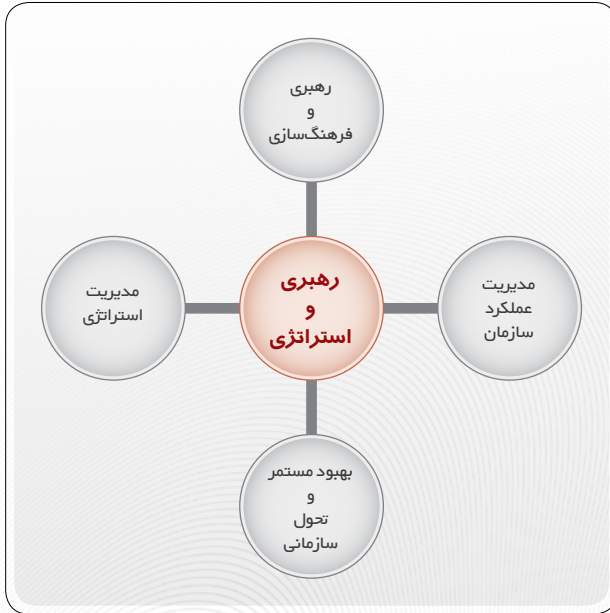 رهبری
و
فرهنگ‌سازی
مدیریت
عملکرد
سازمان
رهبری
و
استراتژی
مدیریت
استراتژی
بهبود مستمر
و
تحول
سازمانی